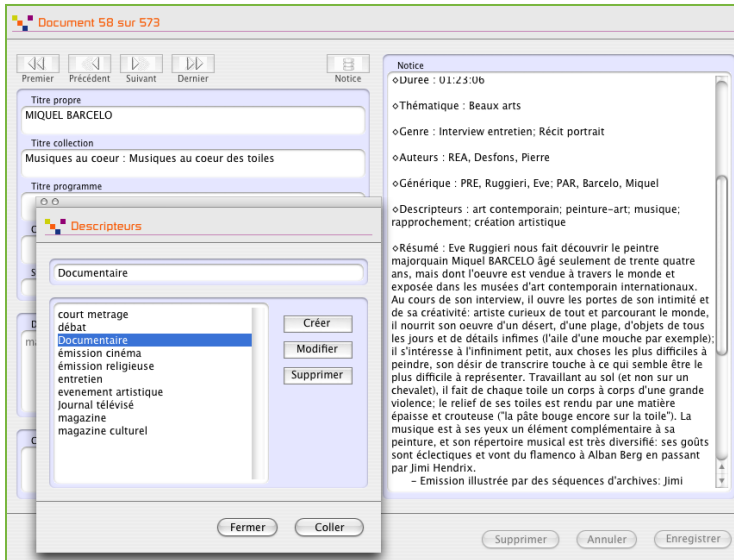 Document 58 sur 573
Premier
Précédent
Suivant
Dernier
Notice
Titre propre
MIQUEL BARCELO
Titre collection
Musiques au coeur : Musiques au coeur des toiles
Titre programme
Descripteurs
Documentaire
court metrage
débat
Documentaire
émission cinéma
émission religieuse
entretien
evenement artistique
Journal télévisé
magazine
magazine culturel
Créer
Modifier
Supprimer
Fermer
Coller
Notice
◇Durée : 01:23:06
◇Thématique : Beaux arts
◇Genre : Interview entretien; Récit portrait
◇Auteurs : REA, Desfons, Pierre
◇Générique : PRE, Ruggieri, Eve; PAR, Barcelo, Miquel
◇Descripteurs : art contemporain; peinture-art; musique;
rapprochement; création artistique
◇Résumé : Eve Ruggieri nous fait découvrir le peintre
majorquain Miquel BARCELO âgé seulement de trente quatre
ans, mais dont l'oeuvre est vendue à travers le monde et
exposée dans les musées d'art contemporain internationaux.
Au cours de son interview, il ouvre les portes de son intimité et
de sa créativité: artiste curieux de tout et parcourant le monde,
il nourrit son oeuvre d'un désert, d'une plage, d'objets de tous
les jours et de détails infimes (l'aile d'une mouche par exemple);
il s'intéresse à l'infiniment petit, aux choses les plus difficiles à
peindre, son désir de transcrire touche à ce qui semble être le
plus difficile à représenter. Travaillant au sol (et non sur un
chevalet), il fait de chaque toile un corps à corps d'une grande
violence; le relief de ses toiles est rendu par une matière
épaisse et crouteuse ("la pâte bouge encore sur la toile"). La
musique est à ses yeux un élément complémentaire à sa
peinture, et son répertoire musical est très diversifié: ses goûts
sont éclectiques et vont du flamenco à Alban Berg en passant
par Jimi Hendrix.
– Emission illustrée par des séquences d'archives: Jimi
Supprimer
Annuler
Enregistrer